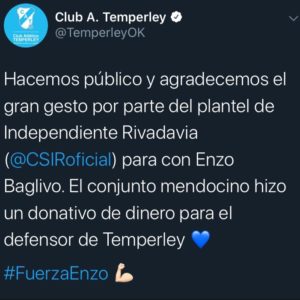 Club A. Temperley
@TemperleyOK
Hacemos público y agradecemos el
gran gesto por parte del plantel de
Independiente Rivadavia
(@CSIRoficial) para con Enzo
Baglivo. El conjunto mendocino hizo
un donativo de dinero para el
defensor de Temperley 💙
#FuerzaEnzo 💪🏻